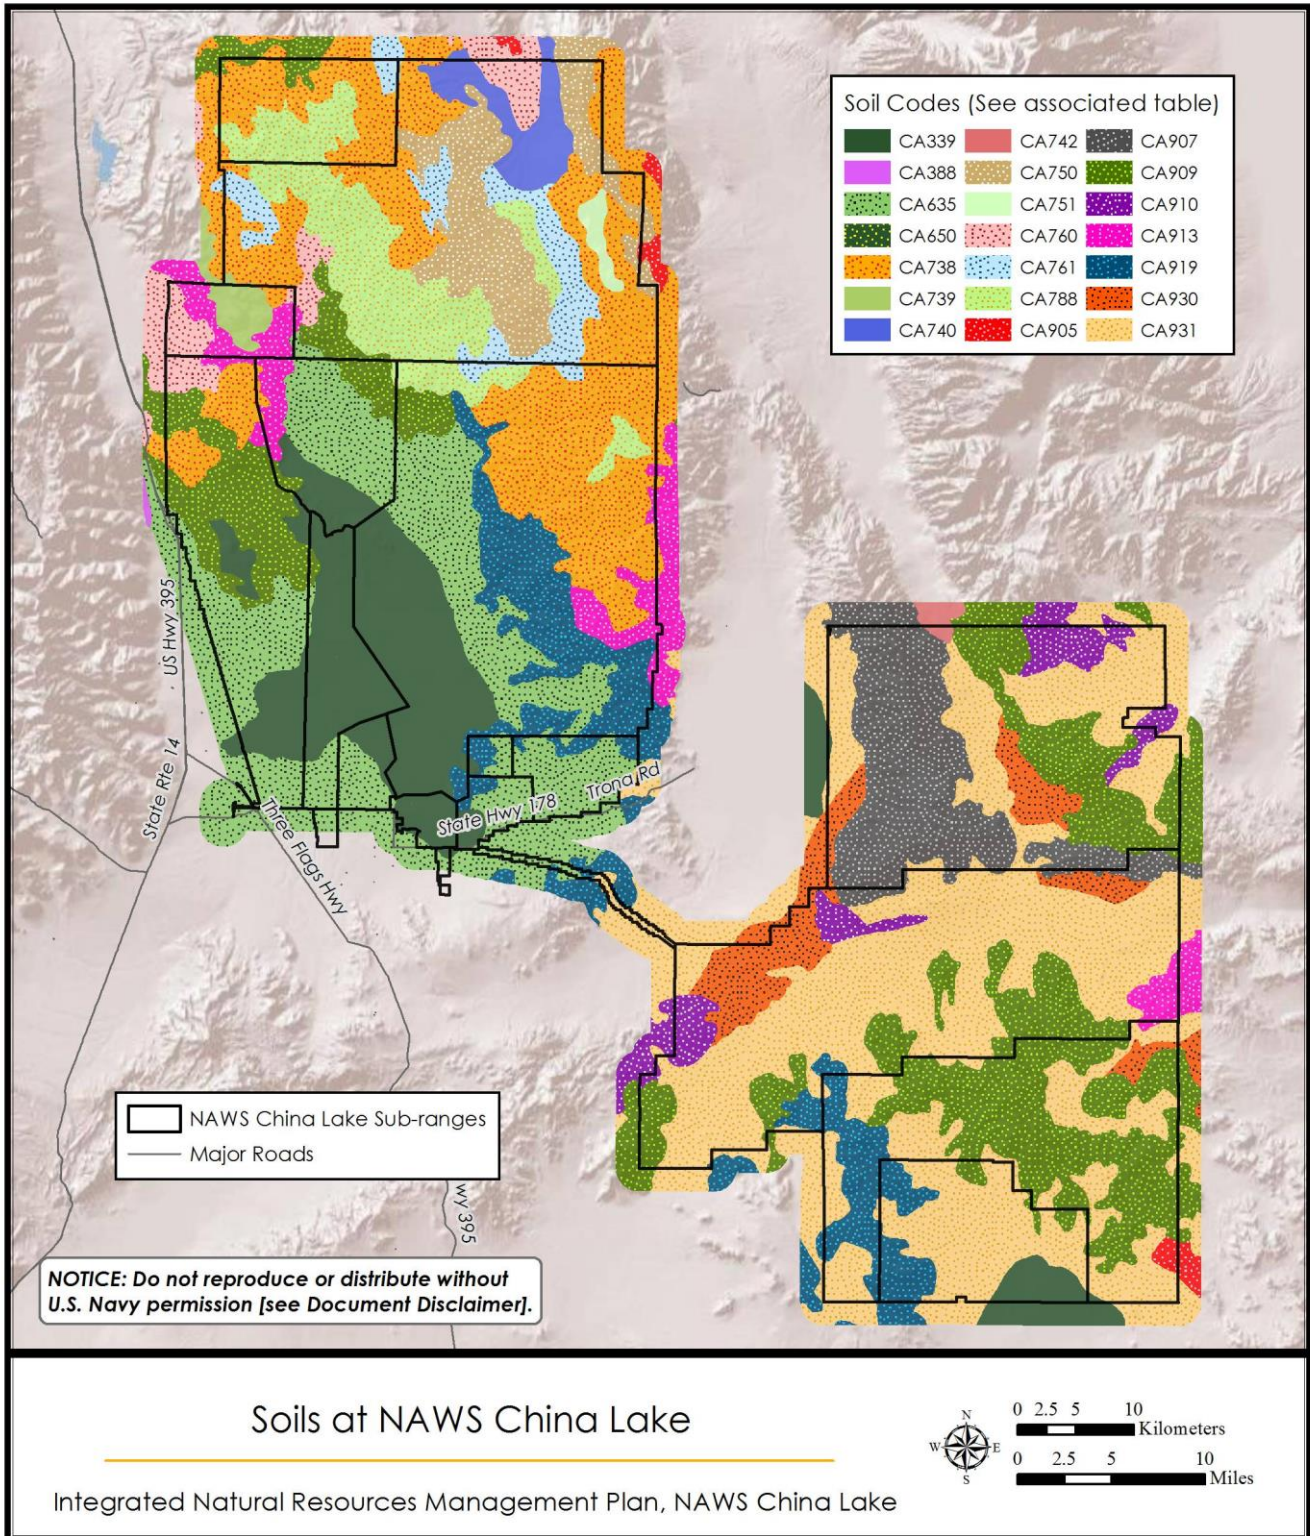 Soil Codes (See associated table)
CA339 CA742 CA907
CA388 CA750 CA909
CA635 CA751 CA910
CA650 CA760 CA913
CA738 CA761 CA919
CA739 CA788 CA930
CA740 CA905 CA931
US Hwy 395
State Rte 14
Three Flags Hwy
State Hwy 178
Trona Rd
NAWS China Lake Sub-ranges
Major Roads
wy 395
NOTICE: Do not reproduce or distribute without
U.S. Navy permission [see Document Disclaimer].
Soils at NAWS China Lake
Integrated Natural Resources Management Plan, NAWS China Lake
N
W E
S
0 2.5 5 10
Kilometers
0 2.5 5 10
Miles